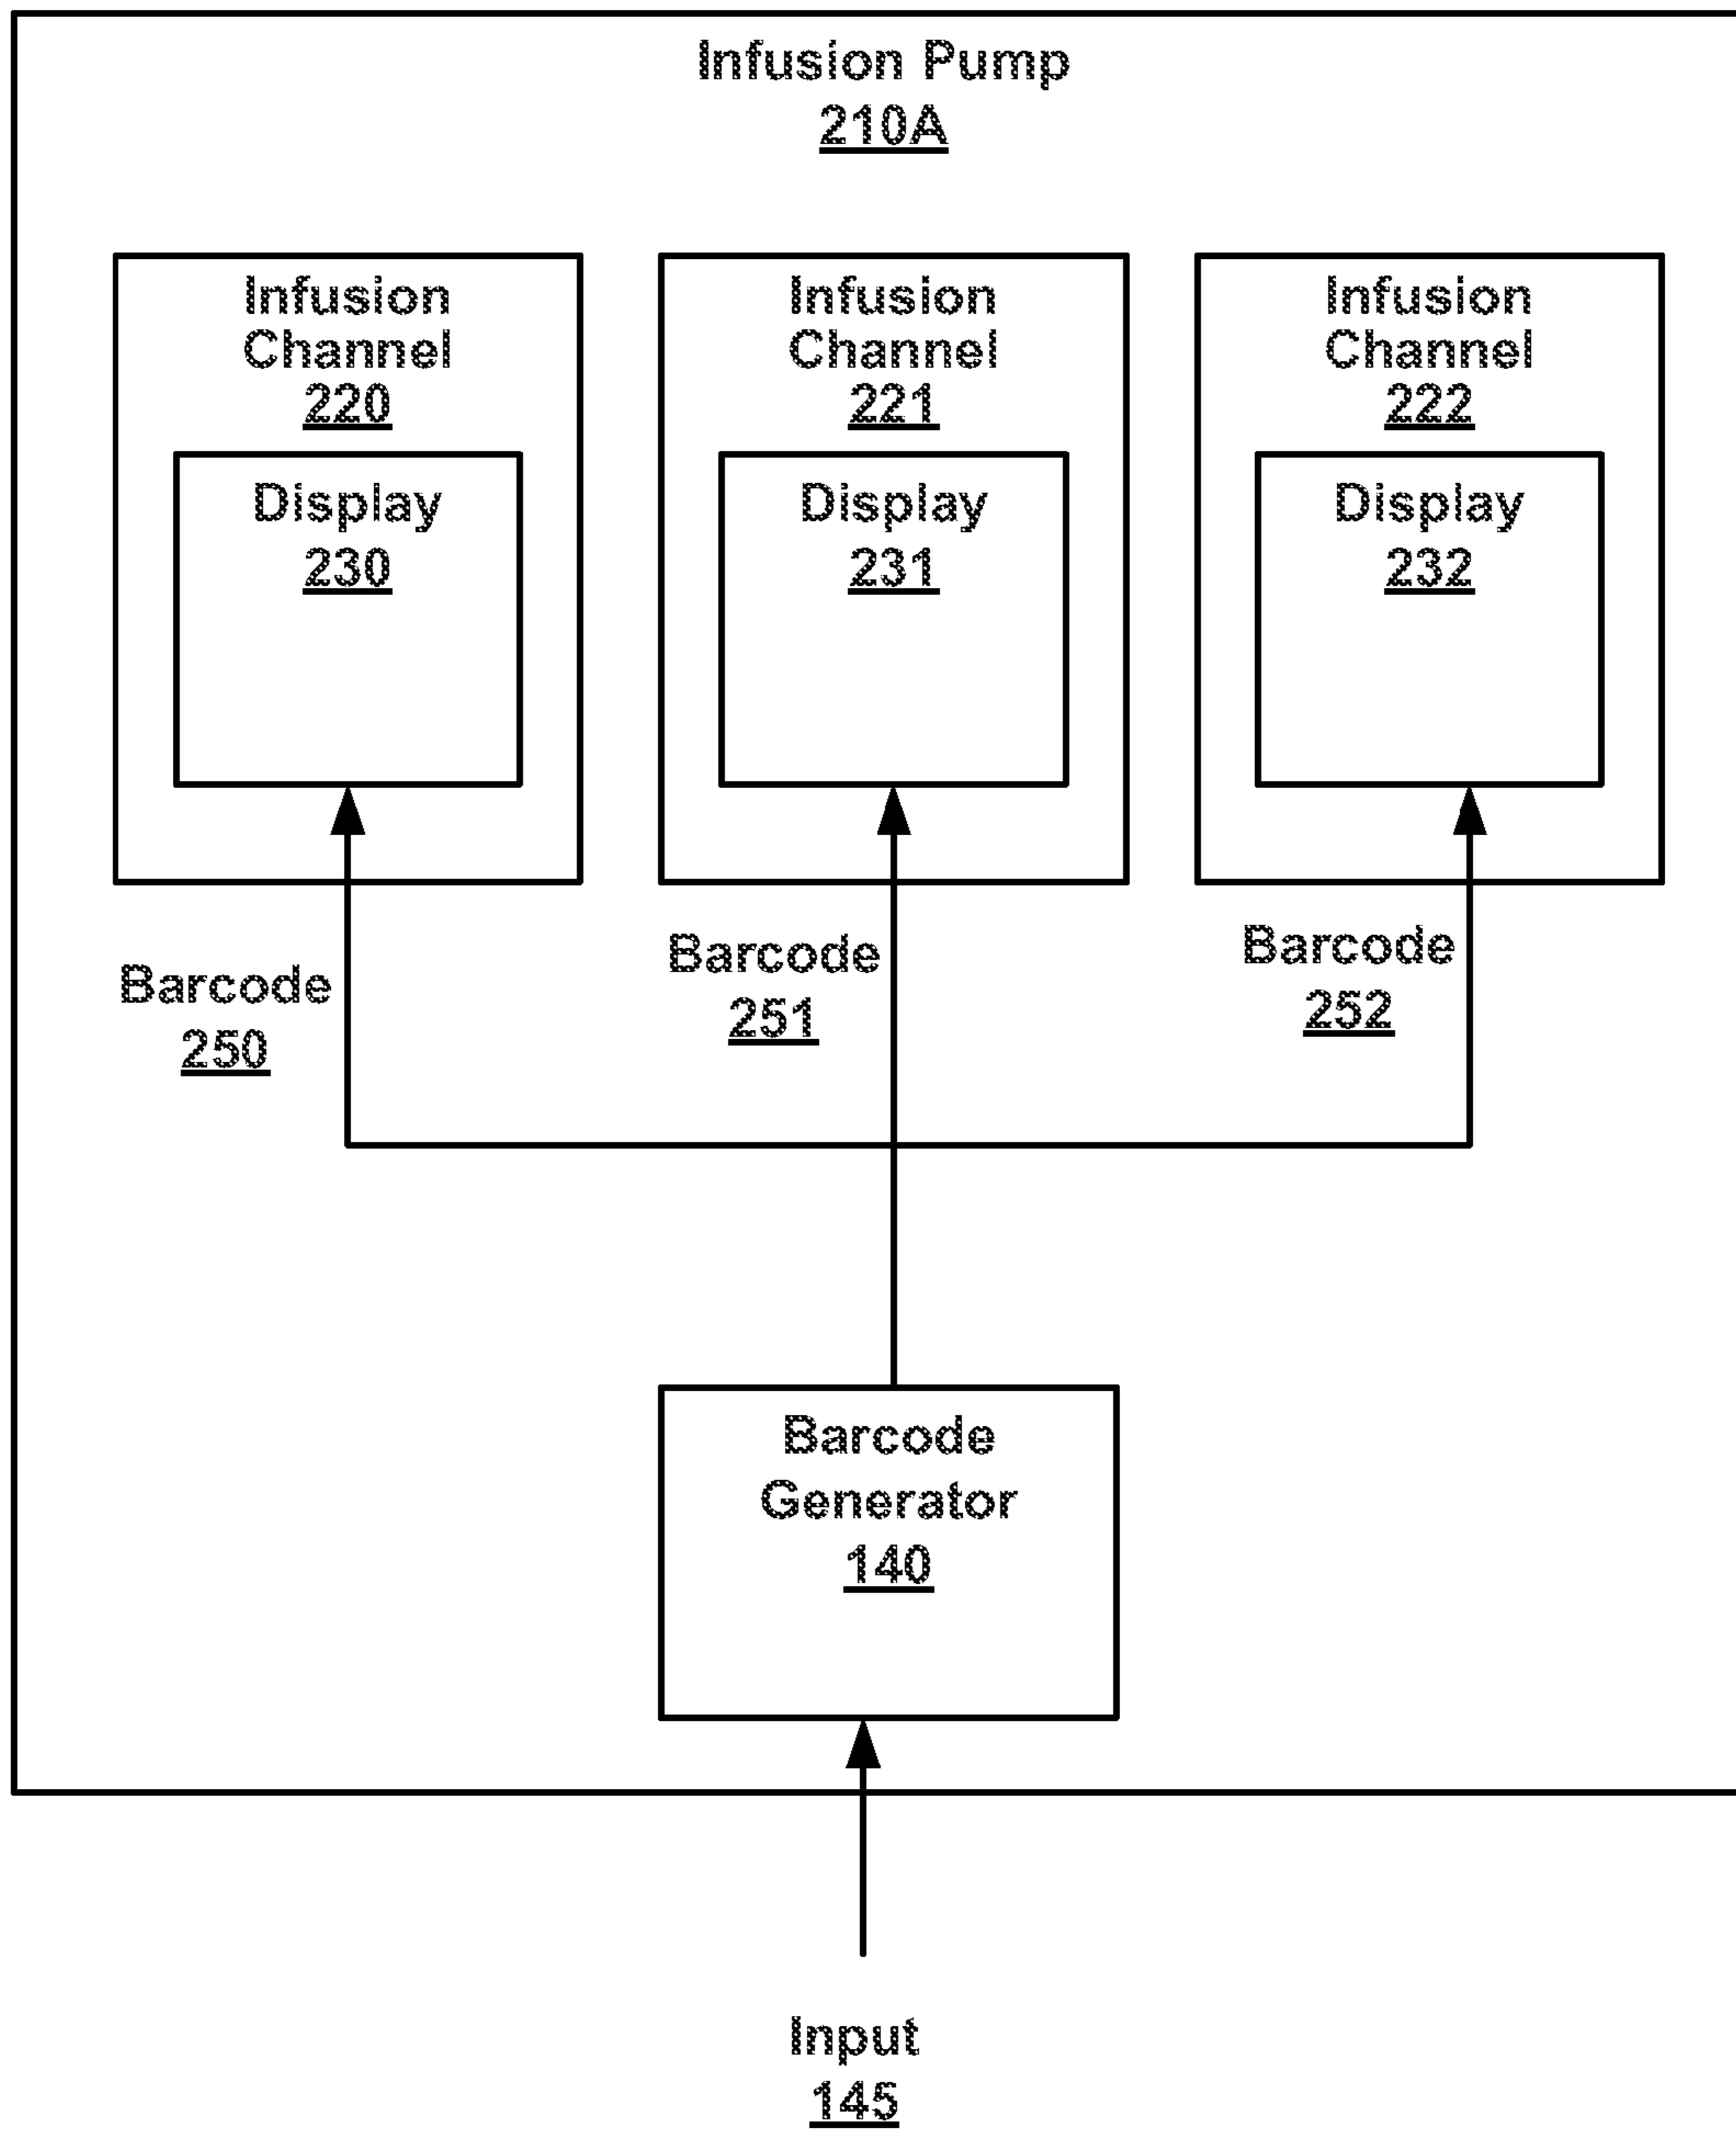 Infusion Pump
210A
Infusion
Channel
220
Display
230
Infusion
Channel
221
Display
231
Infusion
Channel
222
Display
232
Barcode
250
Barcode
251
Barcode
252
Barcode
Generator
140
Input
145